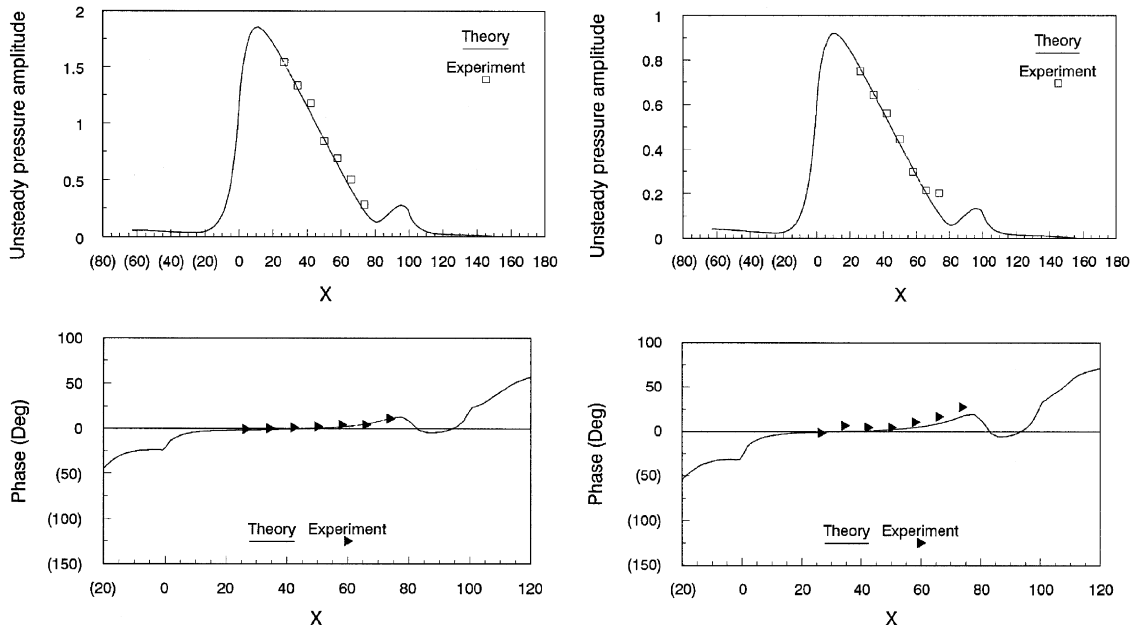 2
1.5
1
0.5
0
Unsteady pressure amplitude
Theory
Experiment
(80) (60) (40) (20) 0 20 40 60 80 100 120 140 160 180
X
1
0.8
0.6
0.4
0.2
0
Unsteady pressure amplitude
Theory
Experiment
(80) (60) (40) (20) 0 20 40 60 80 100 120 140 160 180
X
100
50
0
(50)
(100)
(150)
Phase (Deg)
Theory Experiment
(20) 0 20 40 60 80 100 120
X
100
50
0
(50)
(100)
(150)
Phase (Deg)
Theory Experiment
(20) 0 20 40 60 80 100 120
X